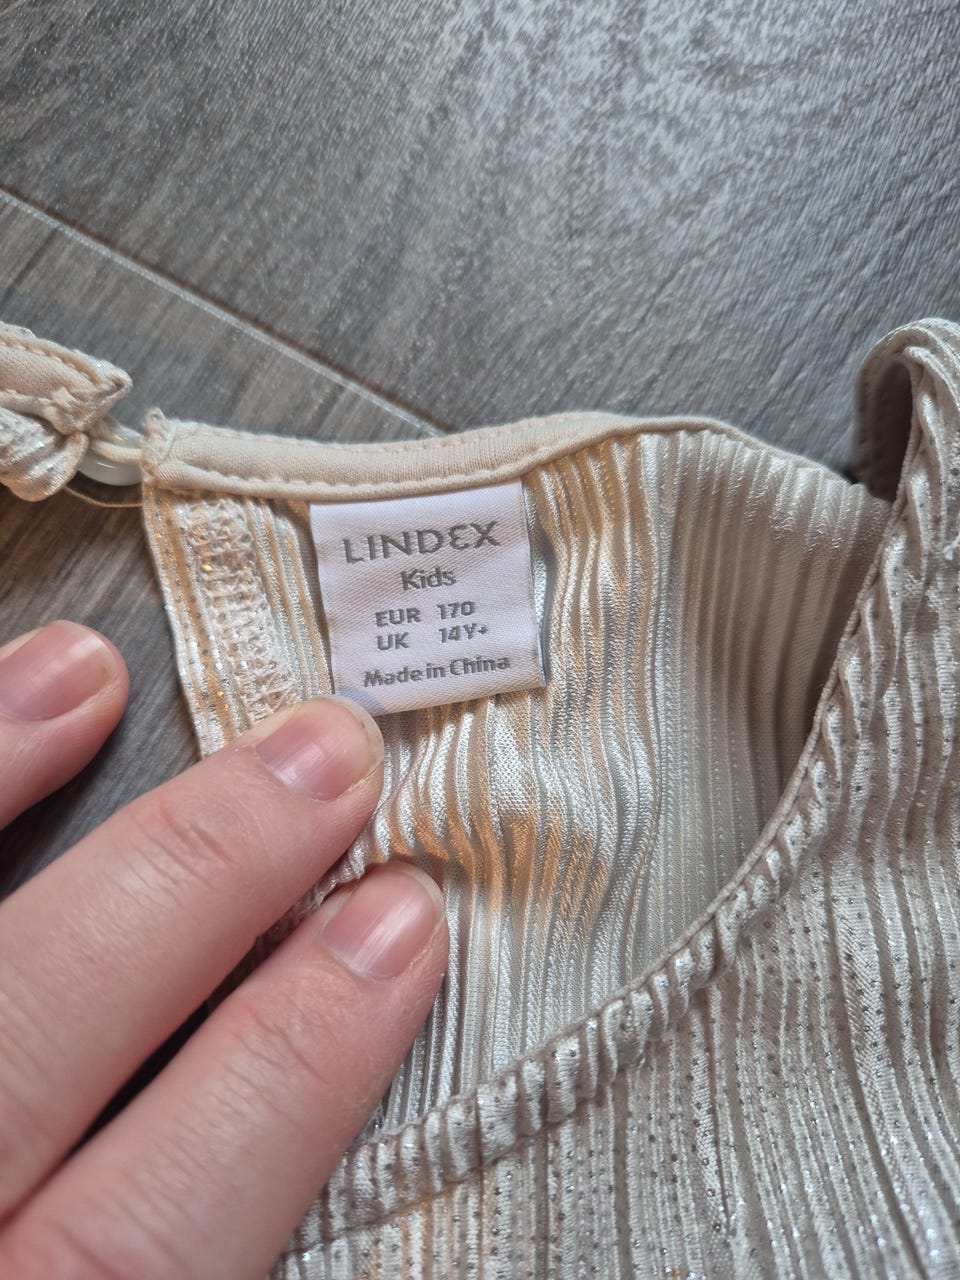 LINDEX
Kids
EUR 170
UK 14Y+
Made in China